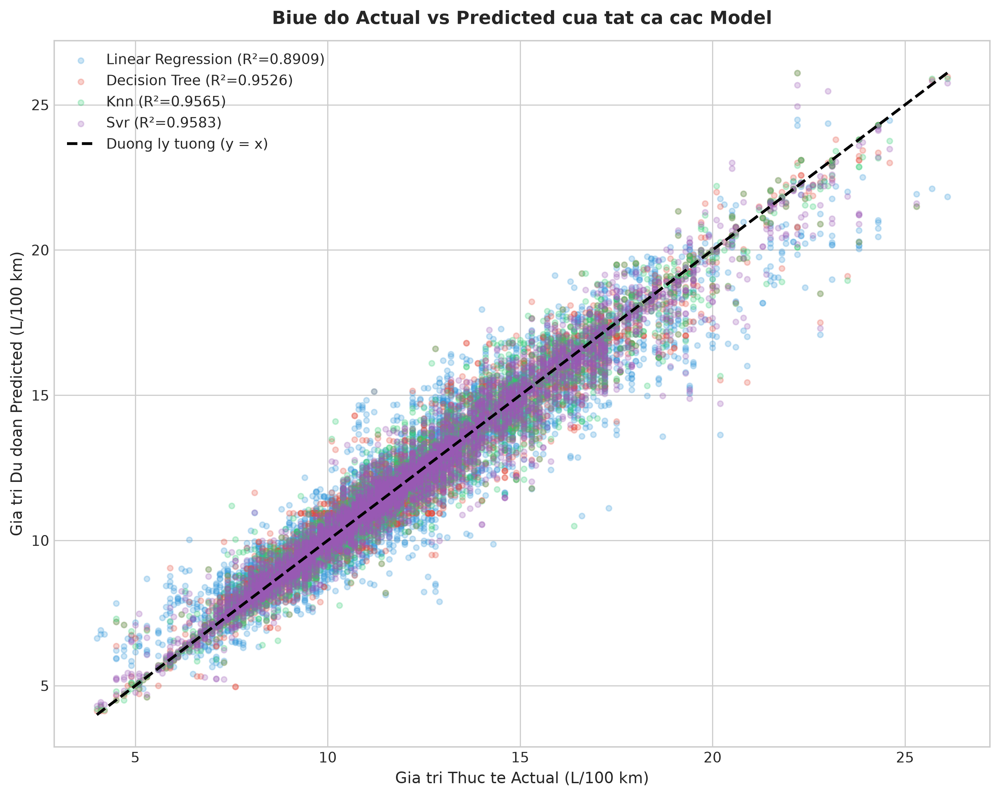 Biue do Actual vs Predicted cua tat ca cac Model
Linear Regression (R²=0.8909)
Decision Tree (R²=0.9526)
Knn (R²=0.9565)
Svr (R²=0.9583)
Duong ly tuong (y = x)
Gia tri Du doan Predicted (L/100 km)
25
20
15
10
5
5
10
15
20
25
Gia tri Thuc te Actual (L/100 km)